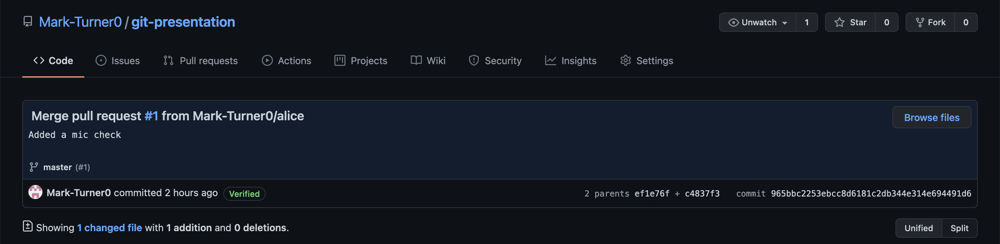 Mark-Turner0 / git-presentation
Unwatch 1 Star 0 Fork 0
Code Issues Pull requests Actions Projects Wiki Security Insights Settings
Merge pull request #1 from Mark-Turner0/alice
Browse files
Added a mic check
master (#1)
Mark-Turner0 committed 2 hours ago Verified 2 parents ef1e76f + c4837f3 commit 965bbc2253ebcc8d6181c2db344e314e694491d6
Showing 1 changed file with 1 addition and 0 deletions. Unified Split